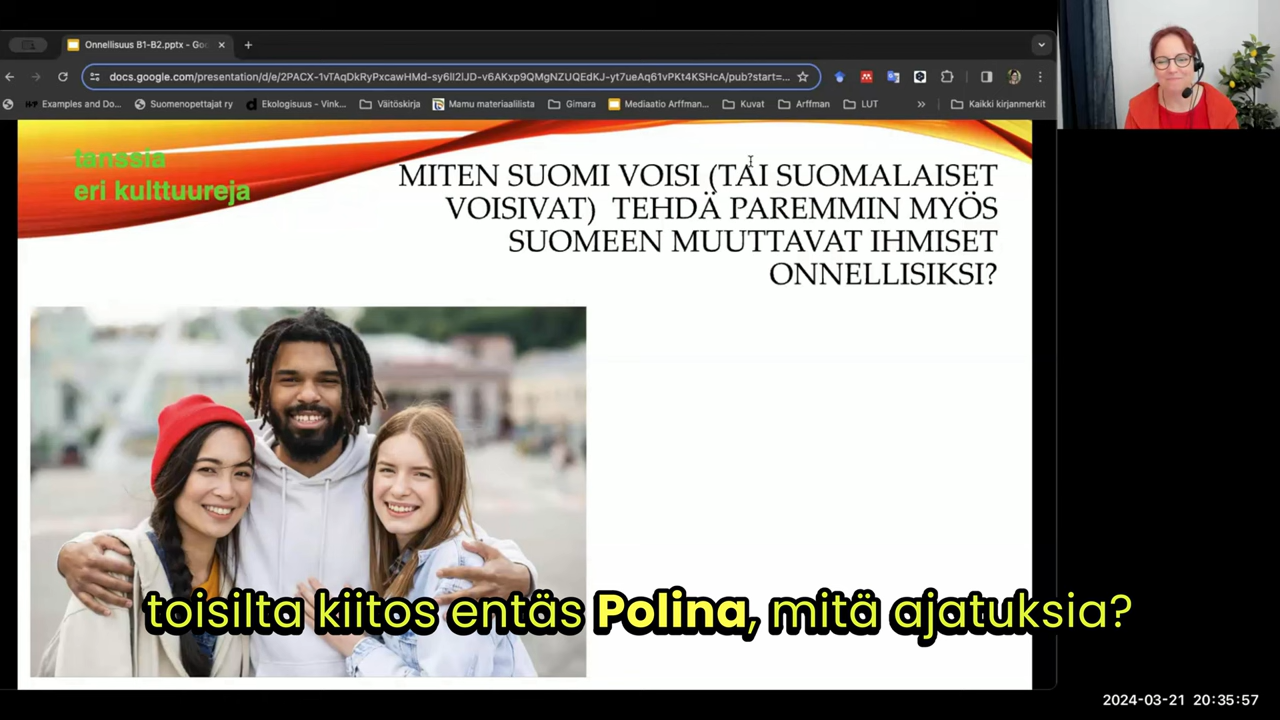 Onnellisuus B1-B2.pptx - Goo
docs.google.com/presentation/d/e/2PACX-1vTAqDkRyPxcawHMd-sy6ll2lJD-v6AKxp9QMgNZUQEdKJ-yt7ueAq61vPKt4KSHcA/pub?start=...
Examples and Do... Suomenopettajat ry Ekologisuus - Vink... Väitöskirja Mamu materiaalilista Gimara Mediaatio Arffman... Kuvat Arffman LUT » Kaikki kirjanmerkit
tanssia
eri kulttuureja
MITEN SUOMI VOISI (TAI SUOMALAISET
VOISIVAT) TEHDÄ PAREMMIN MYÖS
SUOMEEN MUUTTAVAT IHMISET
ONNELLISIKSI?
toisilta kiitos entäs Polina, mitä ajatuksia?
2024-03-21 20:35:57